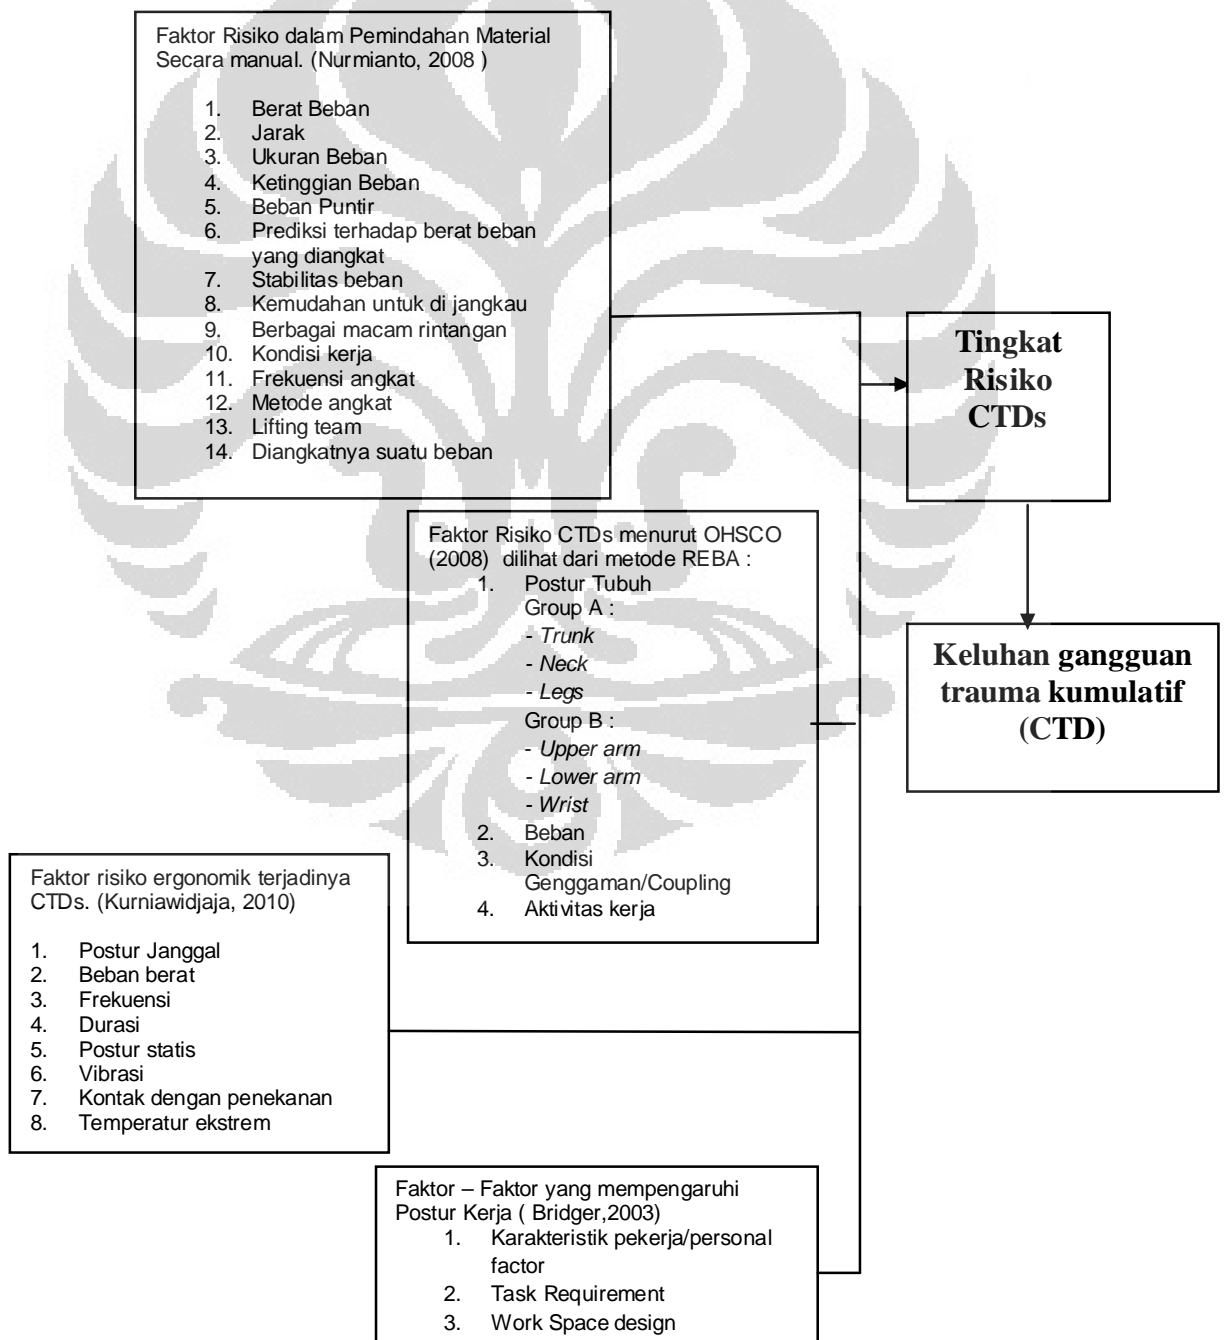 Faktor Risiko dalam Pemindahan Material
Secara manual. (Nurmianto, 2008 )
1. Berat Beban
2. Jarak
3. Ukuran Beban
4. Ketinggian Beban
5. Beban Puntir
6. Prediksi terhadap berat beban
yang diangkat
7. Stabilitas beban
8. Kemudahan untuk di jangkau
9. Berbagai macam rintangan
10. Kondisi kerja
11. Frekuensi angkat
12. Metode angkat
13. Lifting team
14. Diangkatnya suatu beban
Tingkat
Risiko
CTDs
Faktor Risiko CTDs menurut OHSCO
(2008) dilihat dari metode REBA :
1. Postur Tubuh
Group A :
- Trunk
- Neck
- Legs
Group B :
- Upper arm
- Lower arm
- Wrist
2. Beban
3. Kondisi
Genggaman/Coupling
4. Aktivitas kerja
Keluhan gangguan
trauma kumulatif
(CTD)
Faktor risiko ergonomik terjadinya
CTDs. (Kurniawidjaja, 2010)
1. Postur Janggal
2. Beban berat
3. Frekuensi
4. Durasi
5. Postur statis
6. Vibrasi
7. Kontak dengan penekanan
8. Temperatur ekstrem
Faktor – Faktor yang mempengaruhi
Postur Kerja ( Bridger,2003)
1. Karakteristik pekerja/personal
factor
2. Task Requirement
3. Work Space design